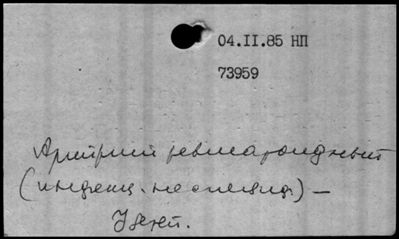 04.II.85 НП
73959
Артрит ревматоидный
(инфекц. неспециф.) –